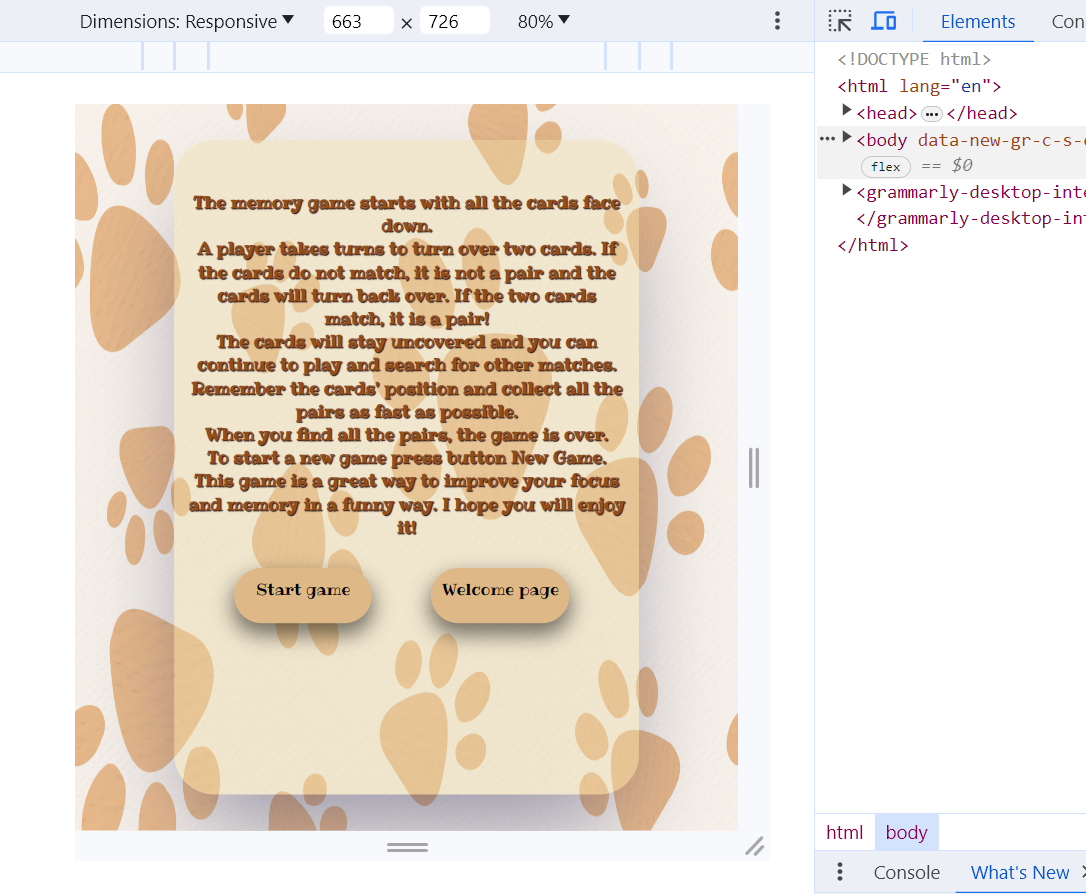 Dimensions: Responsive 663 × 726 80%
Elements Con
<!DOCTYPE html>
<html lang="en">
<head> </head>
<body data-new-gr-c-s-c
flex == $0
<grammarly-desktop-inte
</grammarly-desktop-int
</html>
The memory game starts with all the cards face
down.
A player takes turns to turn over two cards. If
the cards do not match, it is not a pair and the
cards will turn back over. If the two cards
match, it is a pair!
The cards will stay uncovered and you can
continue to play and search for other matches.
Remember the cards' position and collect all the
pairs as fast as possible.
When you find all the pairs, the game is over.
To start a new game press button New Game.
This game is a great way to improve your focus
and memory in a funny way. I hope you will enjoy
it!
Start game Welcome page
html body
Console What's New